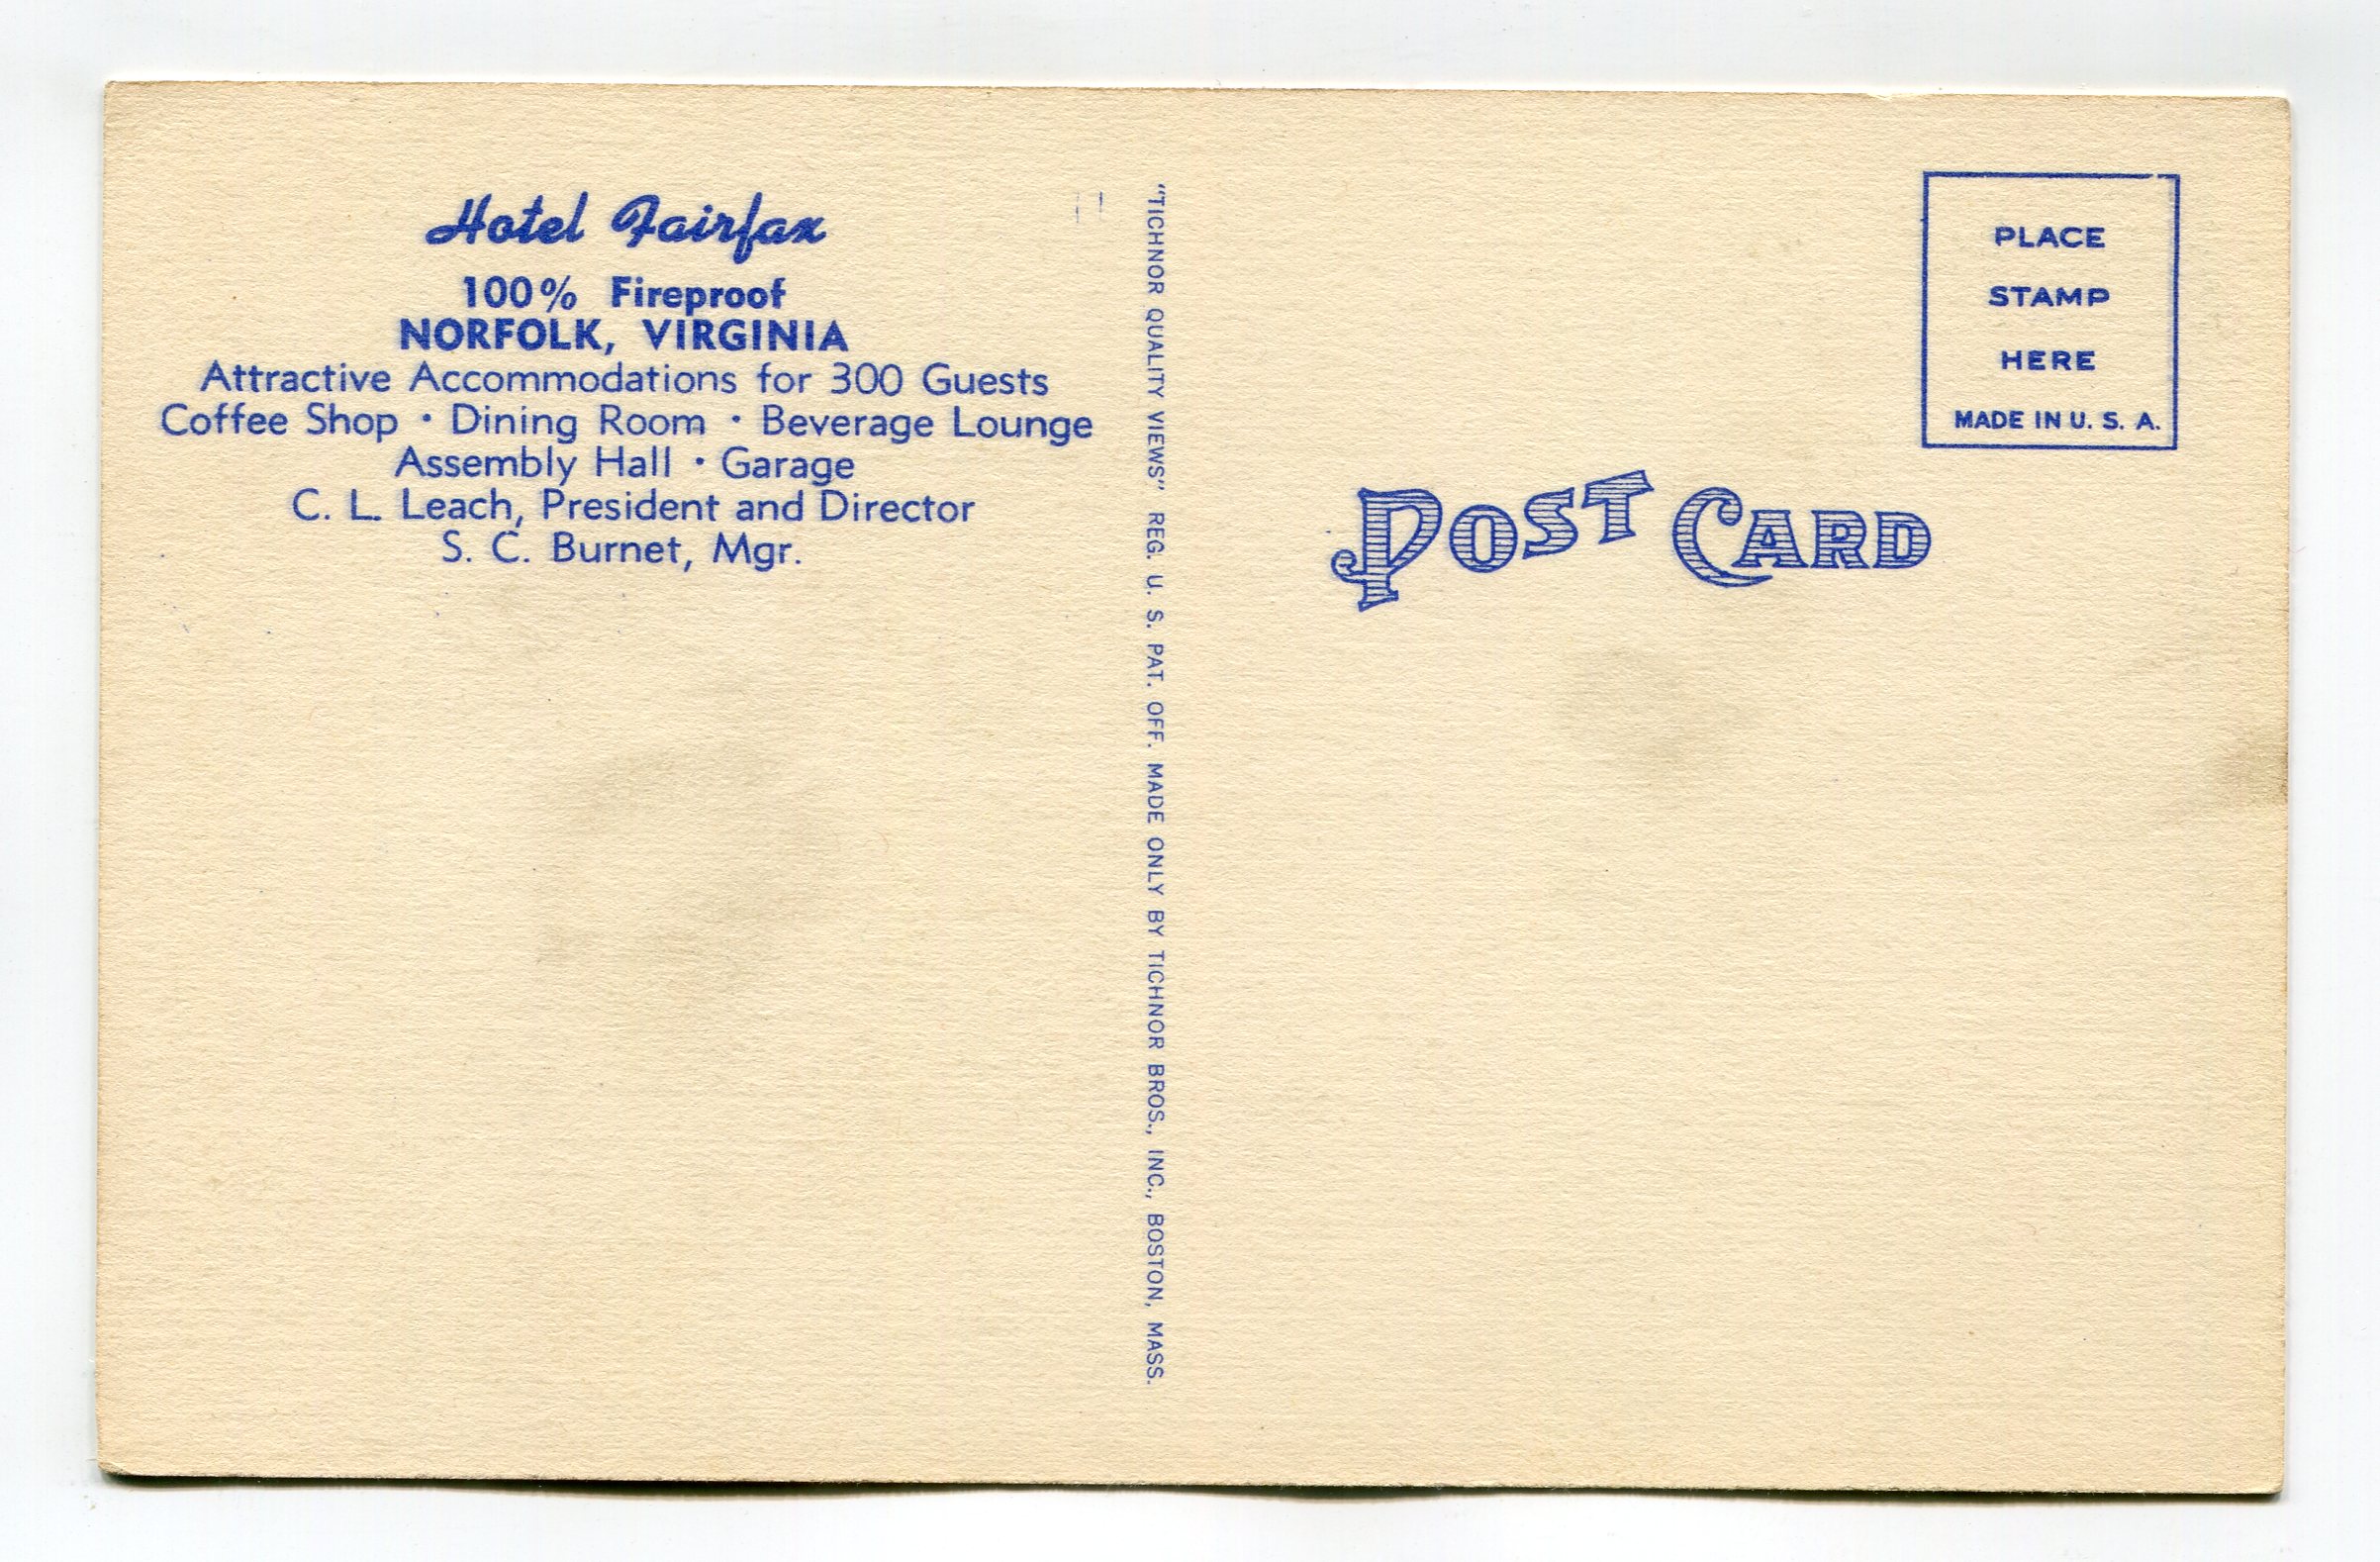 Hotel Fairfax
100% Fireproof
NORFOLK, VIRGINIA
Attractive Accommodations for 300 Guests
Coffee Shop • Dining Room • Beverage Lounge
Assembly Hall • Garage
C. L. Leach, President and Director
S. C. Burnet, Mgr.
"TICHNOR QUALITY VIEWS" REG. U. S. PAT. OFF. MADE ONLY BY TICHNOR BROS., INC., BOSTON, MASS.
POST CARD
PLACE
STAMP
HERE
MADE IN U. S. A.